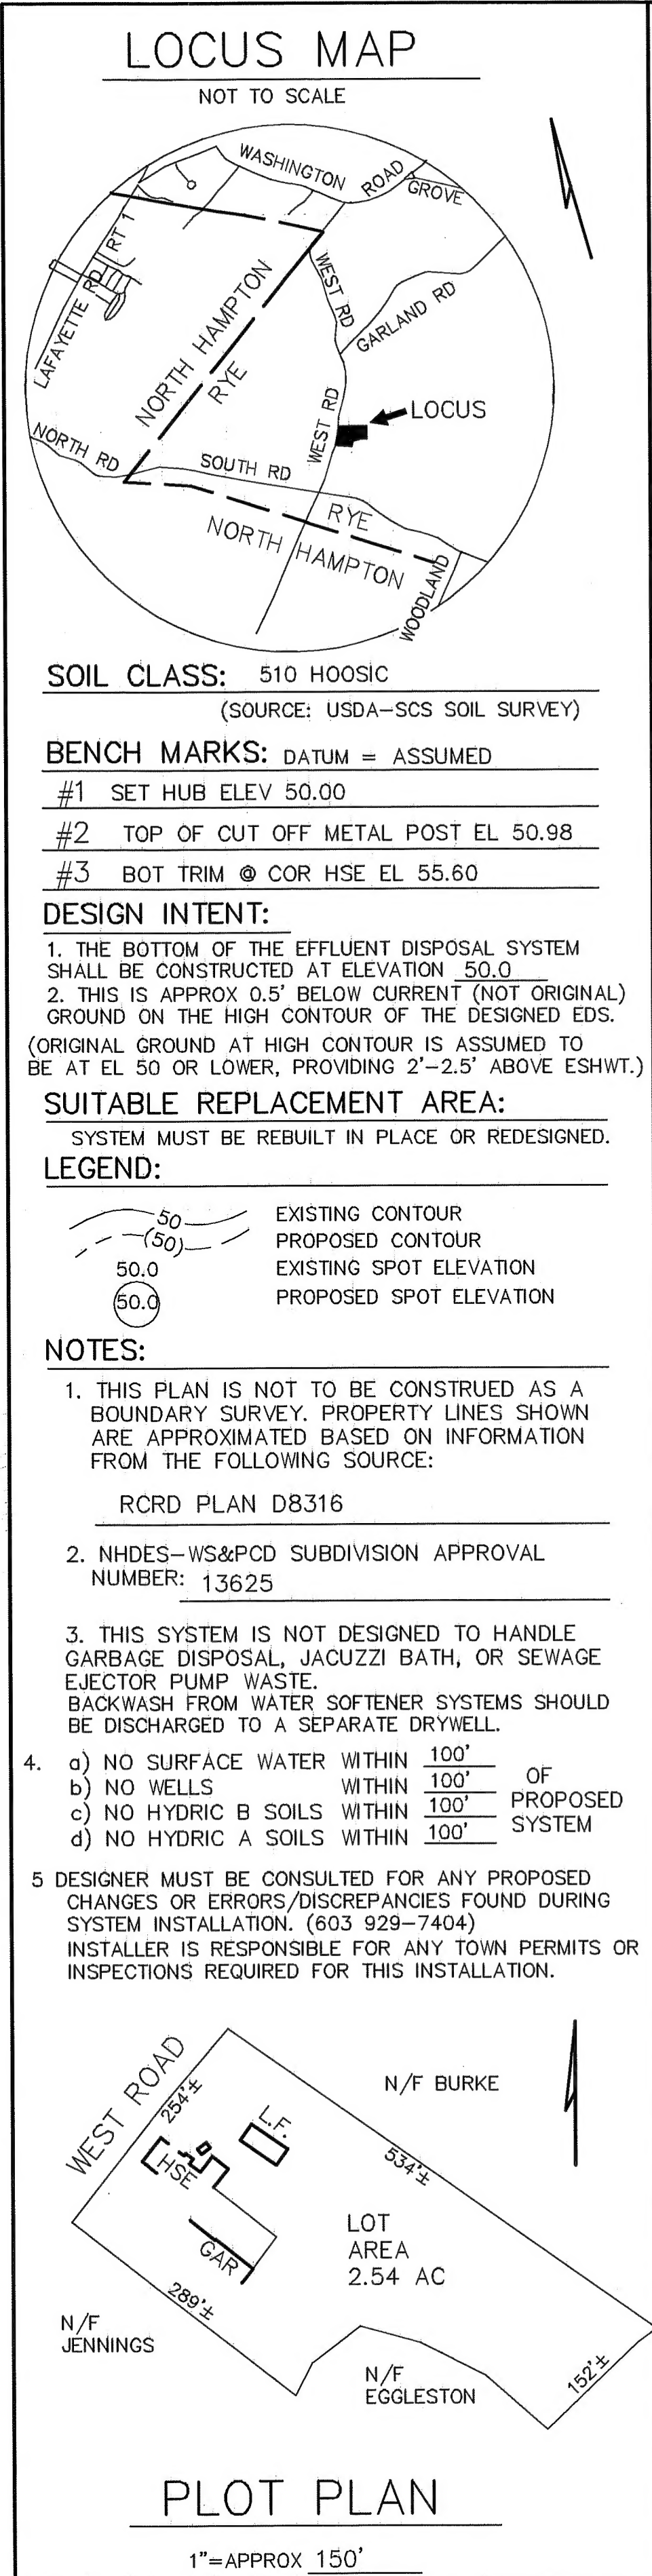 LOCUS MAP
NOT TO SCALE
WASHINGTON ROAD
GROVE
RT 1
LAFAYETTE RD
NORTH HAMPTON
RYE
WEST RD
GARLAND RD
WEST RD
LOCUS
NORTH RD
SOUTH RD
RYE
NORTH HAMPTON
WOODLAND
SOIL CLASS: 510 HOOSIC
(SOURCE: USDA-SCS SOIL SURVEY)
BENCH MARKS: DATUM = ASSUMED
#1 SET HUB ELEV 50.00
#2 TOP OF CUT OFF METAL POST EL 50.98
#3 BOT TRIM @ COR HSE EL 55.60
DESIGN INTENT:
1. THE BOTTOM OF THE EFFLUENT DISPOSAL SYSTEM
SHALL BE CONSTRUCTED AT ELEVATION 50.0
2. THIS IS APPROX 0.5' BELOW CURRENT (NOT ORIGINAL)
GROUND ON THE HIGH CONTOUR OF THE DESIGNED EDS.
(ORIGINAL GROUND AT HIGH CONTOUR IS ASSUMED TO
BE AT EL 50 OR LOWER, PROVIDING 2'-2.5' ABOVE ESHWT.)
SUITABLE REPLACEMENT AREA:
SYSTEM MUST BE REBUILT IN PLACE OR REDESIGNED.
LEGEND:
50 EXISTING CONTOUR
(50) PROPOSED CONTOUR
50.0 EXISTING SPOT ELEVATION
50.0 PROPOSED SPOT ELEVATION
NOTES:
1. THIS PLAN IS NOT TO BE CONSTRUED AS A
BOUNDARY SURVEY. PROPERTY LINES SHOWN
ARE APPROXIMATED BASED ON INFORMATION
FROM THE FOLLOWING SOURCE:
RCRD PLAN D8316
2. NHDES-WS&PCD SUBDIVISION APPROVAL
NUMBER: 13625
3. THIS SYSTEM IS NOT DESIGNED TO HANDLE
GARBAGE DISPOSAL, JACUZZI BATH, OR SEWAGE
EJECTOR PUMP WASTE.
BACKWASH FROM WATER SOFTENER SYSTEMS SHOULD
BE DISCHARGED TO A SEPARATE DRYWELL.
4. a) NO SURFACE WATER WITHIN 100'
b) NO WELLS WITHIN 100'
c) NO HYDRIC B SOILS WITHIN 100'
d) NO HYDRIC A SOILS WITHIN 100'
OF
PROPOSED
SYSTEM
5 DESIGNER MUST BE CONSULTED FOR ANY PROPOSED
CHANGES OR ERRORS/DISCREPANCIES FOUND DURING
SYSTEM INSTALLATION. (603 929-7404)
INSTALLER IS RESPONSIBLE FOR ANY TOWN PERMITS OR
INSPECTIONS REQUIRED FOR THIS INSTALLATION.
WEST ROAD
254'±
N/F BURKE
L.F.
HSE
534'±
GAR
LOT
AREA
2.54 AC
289'±
N/F
JENNINGS
N/F
EGGLESTON
152'±
PLOT PLAN
1"=APPROX 150'